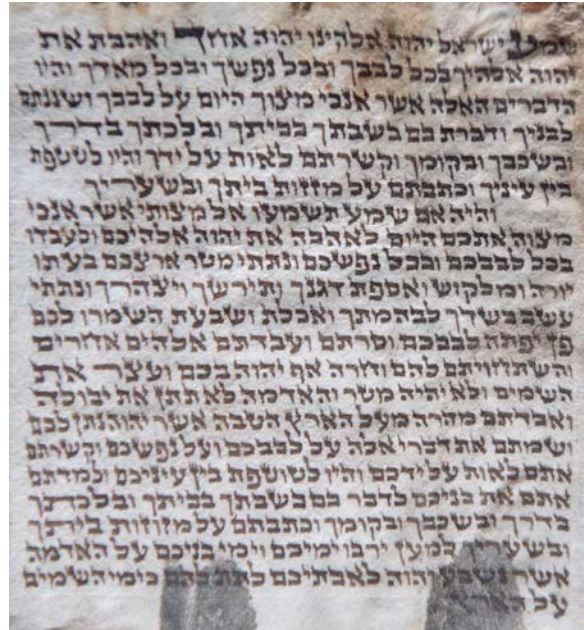 שמע ישראל יהוה אלהינו יהוה אחד ואהבת את
יהוה אלהיך בכל לבבך ובכל נפשך ובכל מאדך והיו
הדברים האלה אשר אנכי מצוך היום על לבבך ושננתם
לבניך ודברת בם בשבתך בביתך ובלכתך בדרך
ובשכבך ובקומך וקשרתם לאות על ידך והיו לטטפת
בין עיניך וכתבתם על מזזות ביתך ובשעריך
והיה אם שמע תשמעו אל מצותי אשר אנכי
מצוה אתכם היום לאהבה את יהוה אלהיכם ולעבדו
בכל לבבכם ובכל נפשכם ונתתי מטר ארצכם בעתו
יורה ומלקוש ואספת דגנך ותירשך ויצהרך ונתתי
עשב בשדך לבהמתך ואכלת ושבעת השמרו לכם
פן יפתה לבבכם וסרתם ועבדתם אלהים אחרים
והשתחויתם להם וחרה אף יהוה בכם ועצר את
השמים ולא יהיה מטר והאדמה לא תתן את יבולה
ואבדתם מהרה מעל הארץ הטבה אשר יהוה נתן לכם
ושמתם את דברי אלה על לבבכם ועל נפשכם וקשרתם
אתם לאות על ידכם והיו לטוטפת בין עיניכם ולמדתם
אתם את בניכם לדבר בם בשבתך בביתך ובלכתך
בדרך ובשכבך ובקומך וכתבתם על מזוזות ביתך
ובשעריך למען ירבו ימיכם וימי בניכם על האדמה
אשר נשבע יהוה לאבתיכם לתת להם כימי השמים
על הארץ